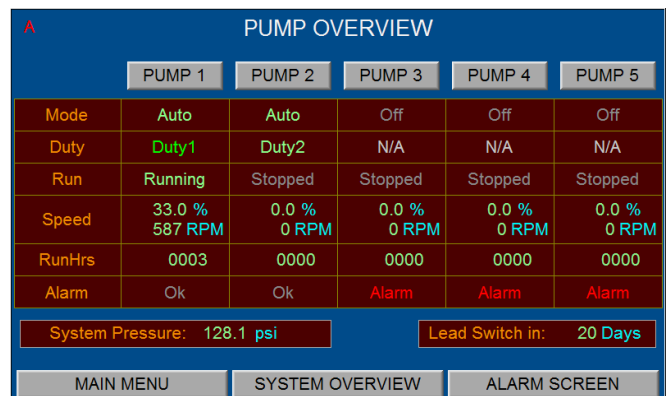 A PUMP OVERVIEW
PUMP 1 PUMP 2 PUMP 3 PUMP 4 PUMP 5
Mode Auto Auto Off Off Off
Duty Duty1 Duty2 N/A N/A N/A
Run Running Stopped Stopped Stopped Stopped
Speed 33.0 % 0.0 % 0.0 % 0.0 % 0.0 %
587 RPM 0 RPM 0 RPM 0 RPM 0 RPM
RunHrs 0003 0000 0000 0000 0000
Alarm Ok Ok Alarm Alarm Alarm
System Pressure: 128.1 psi Lead Switch in: 20 Days
MAIN MENU SYSTEM OVERVIEW ALARM SCREEN